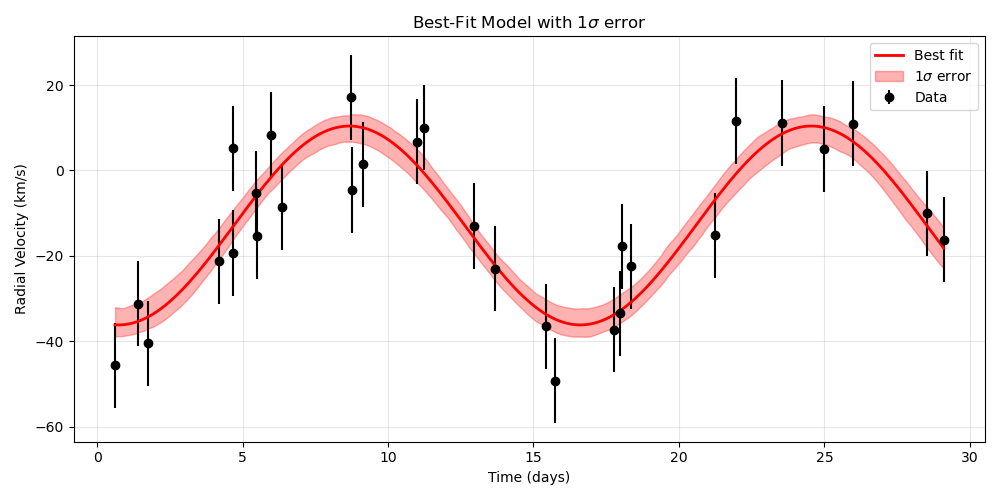 Best-Fit Model with 1σ error
Radial Velocity (km/s)
20
0
−20
−40
−60
Best fit
1σ error
Data
0 5 10 15 20 25 30
Time (days)